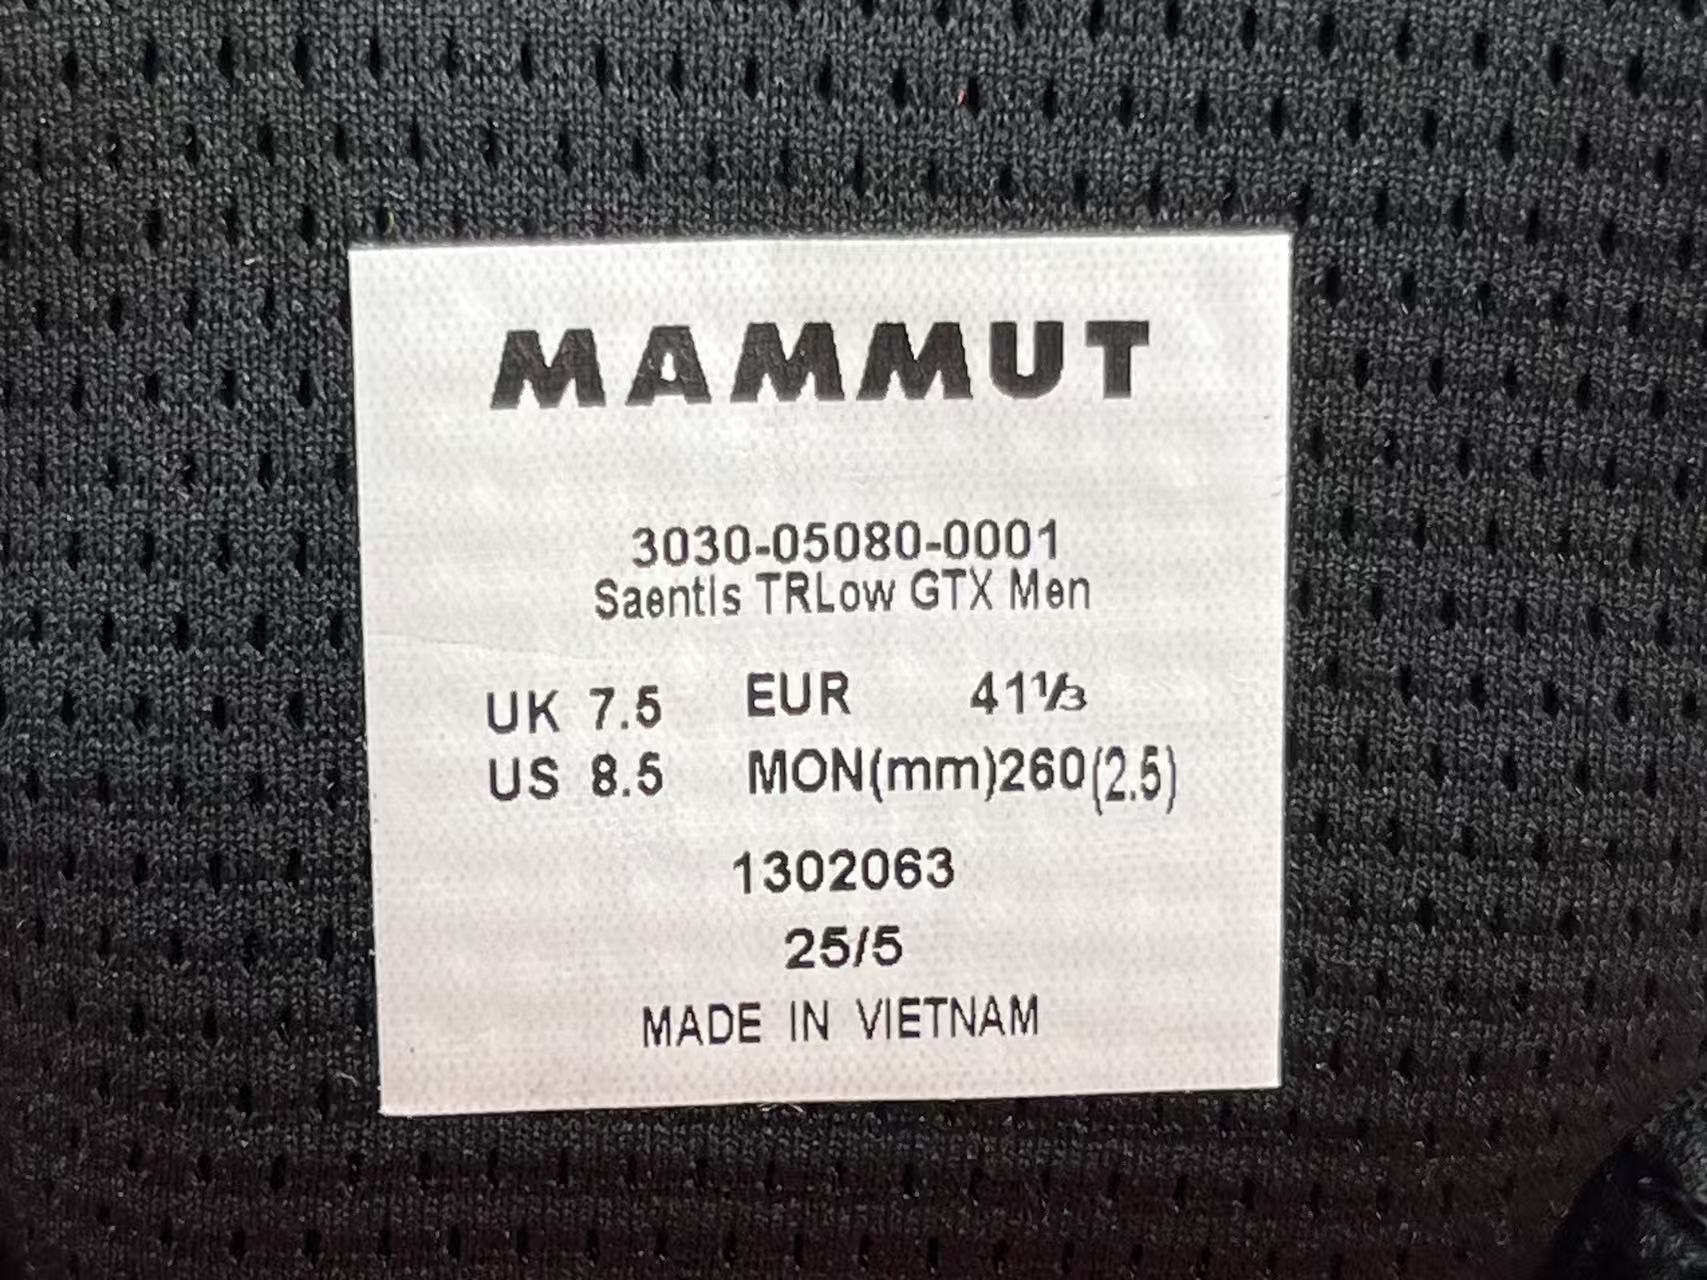 MAMMUT
3030-05080-0001
Saentis TRLow GTX Men
UK 7.5 EUR 41⅓
US 8.5 MON(mm)260(2.5)
1302063
25/5
MADE IN VIETNAM